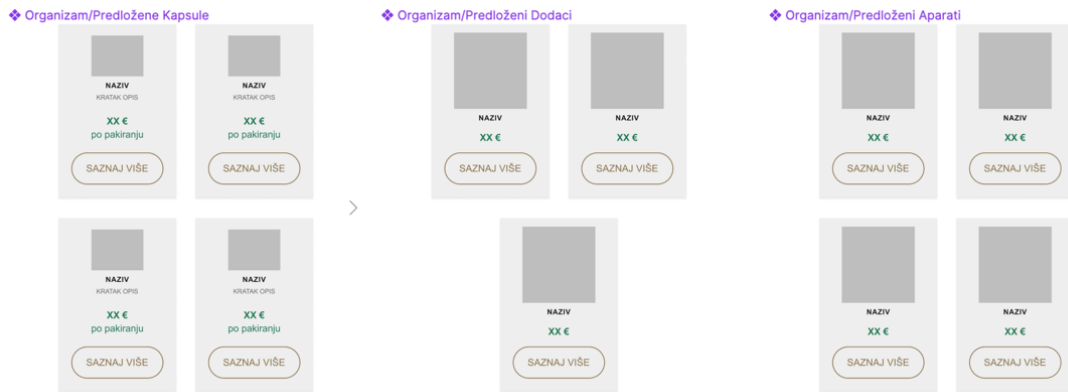 Organizam/Predložene Kapsule
NAZIV
KRATAK OPIS
XX €
po pakiranju
SAZNAJ VIŠE
NAZIV
KRATAK OPIS
XX €
po pakiranju
SAZNAJ VIŠE
NAZIV
KRATAK OPIS
XX €
po pakiranju
SAZNAJ VIŠE
NAZIV
KRATAK OPIS
XX €
po pakiranju
SAZNAJ VIŠE
Organizam/Predloženi Dodaci
NAZIV
XX €
SAZNAJ VIŠE
NAZIV
XX €
SAZNAJ VIŠE
NAZIV
XX €
SAZNAJ VIŠE
Organizam/Predloženi Aparati
NAZIV
XX €
SAZNAJ VIŠE
NAZIV
XX €
SAZNAJ VIŠE
NAZIV
XX €
SAZNAJ VIŠE
NAZIV
XX €
SAZNAJ VIŠE